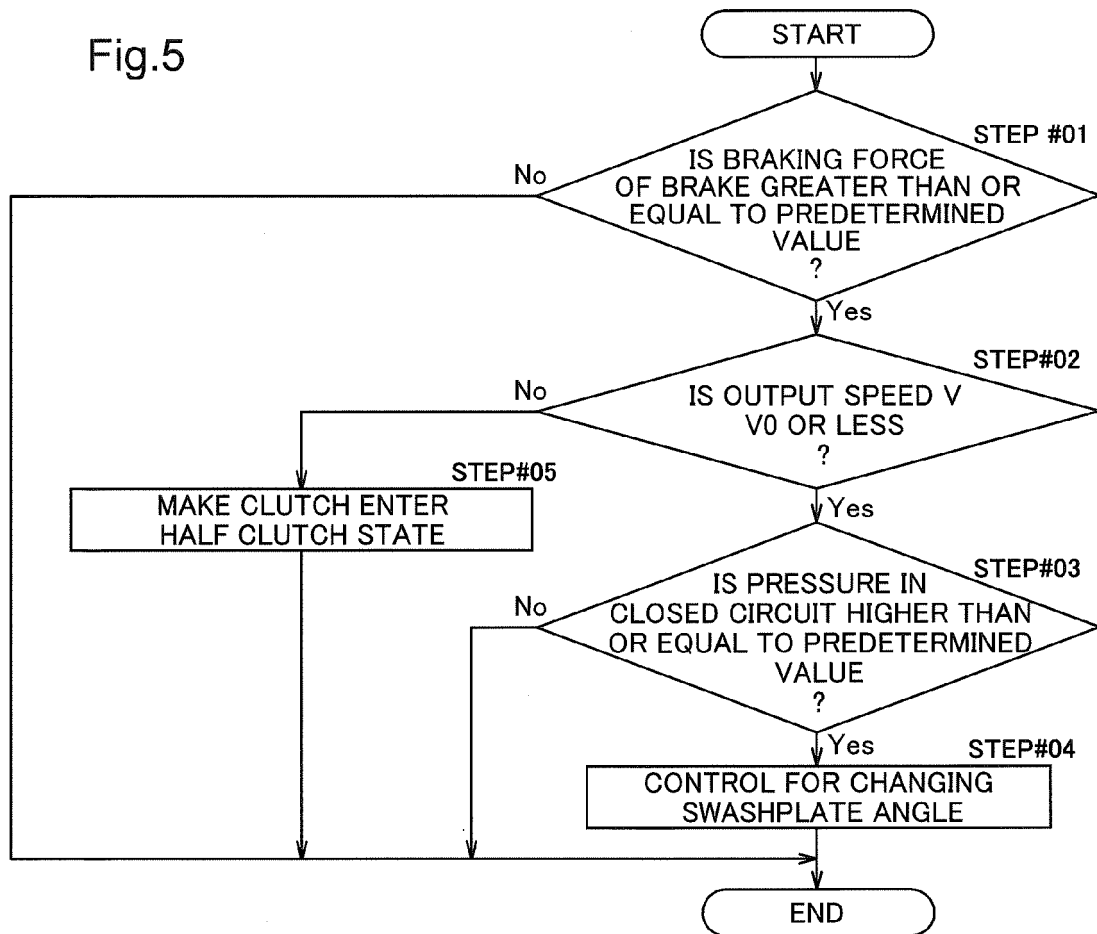 Fig.5
START
STEP #01
IS BRAKING FORCE
OF BRAKE GREATER THAN OR
EQUAL TO PREDETERMINED
VALUE
?
No
Yes
STEP#02
IS OUTPUT SPEED V
V0 OR LESS
?
No
Yes
STEP#05
MAKE CLUTCH ENTER
HALF CLUTCH STATE
STEP#03
IS PRESSURE IN
CLOSED CIRCUIT HIGHER THAN
OR EQUAL TO PREDETERMINED
VALUE
?
No
Yes
STEP#04
CONTROL FOR CHANGING
SWASHPLATE ANGLE
END